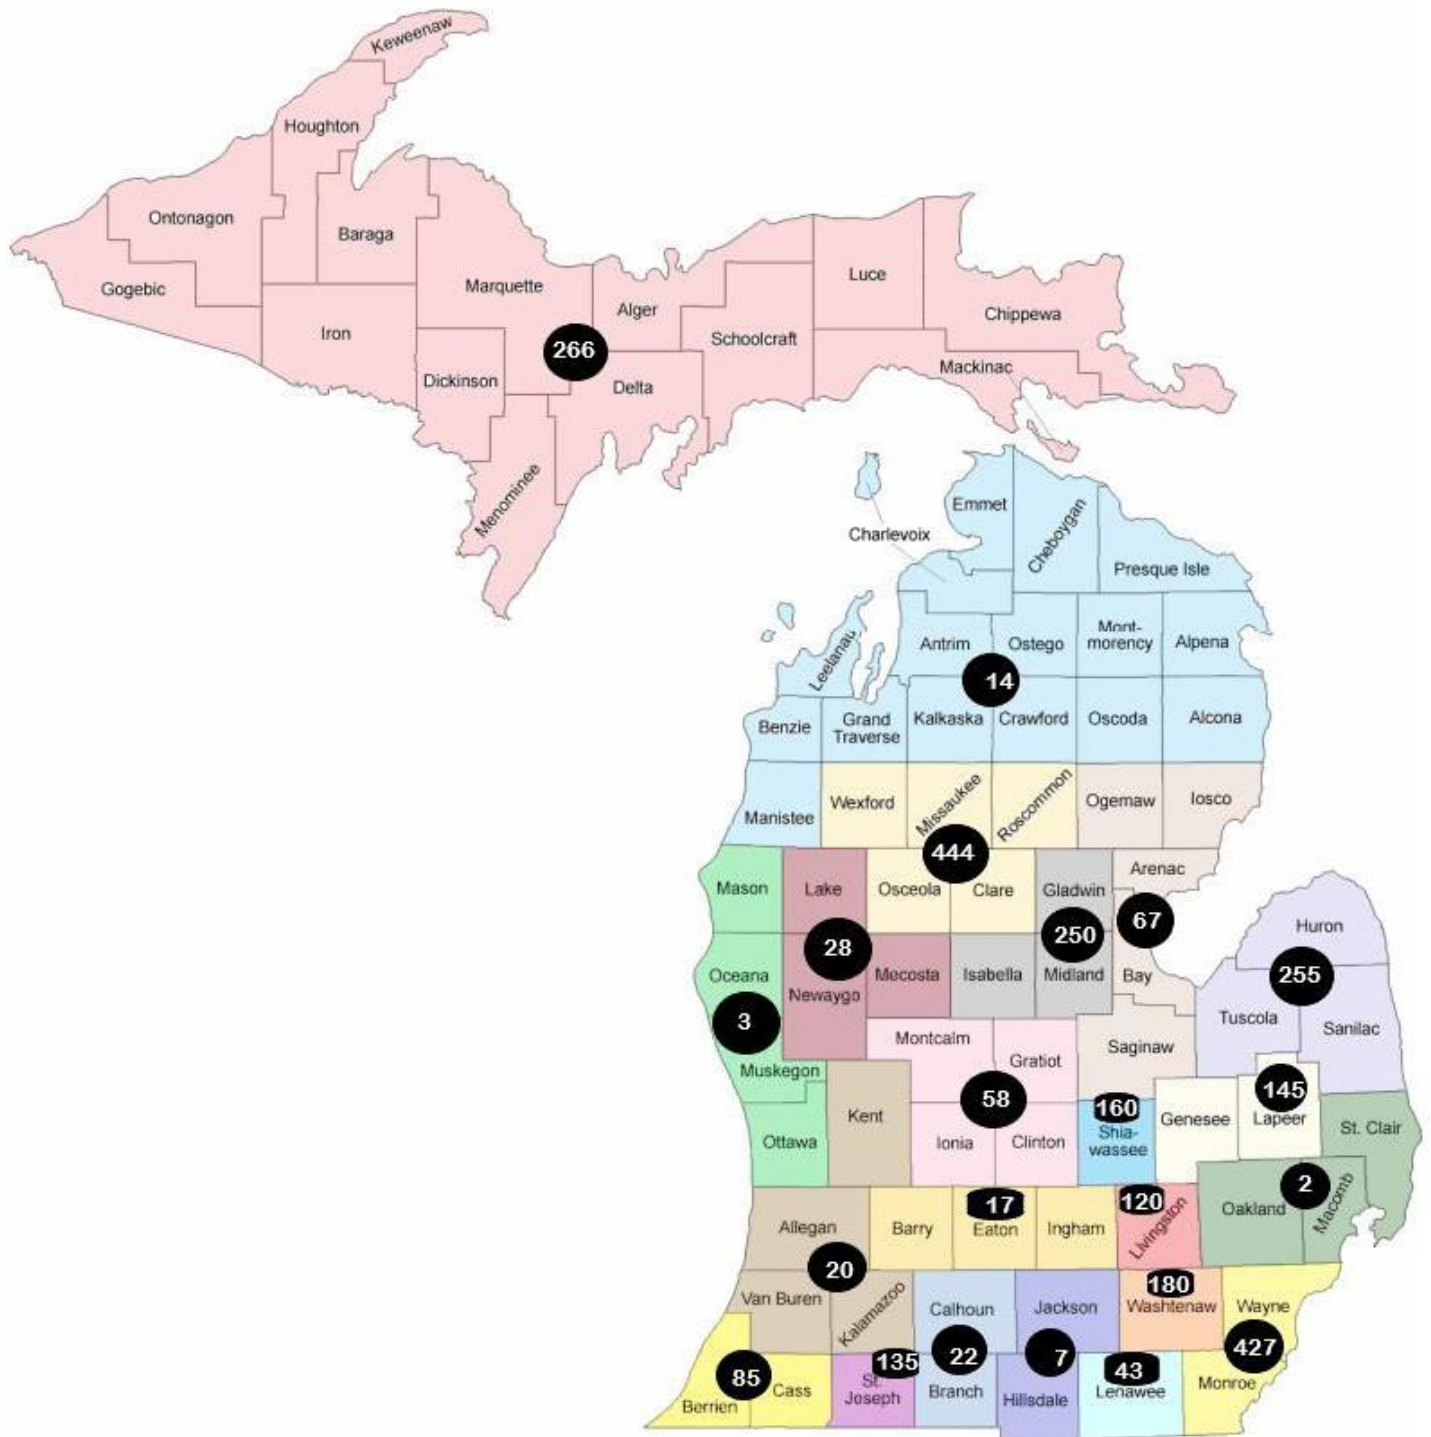 Keweenaw
Houghton
Ontonagon
Baraga
Gogebic
Marquette
Luce
Alger
Chippewa
Iron
Schoolcraft
266
Dickinson
Delta
Mackinac
Menominee
Emmet
Charlevoix
Cheboygan
Presque Isle
Leelanau
Antrim
Ostego
Mont-
morency
Alpena
14
Benzie
Grand
Traverse
Kalkaska
Crawford
Oscoda
Alcona
Manistee
Wexford
Missaukee
Roscommon
Ogemaw
Iosco
444
Mason
Lake
Osceola
Clare
Gladwin
Arenac
67
Huron
28
250
Oceana
Newaygo
Mecosta
Isabella
Midland
Bay
255
3
Tuscola
Sanilac
Muskegon
Montcalm
Gratiot
Saginaw
58
160
145
Kent
Ottawa
Ionia
Clinton
Shia-
wassee
Genesee
Lapeer
St. Clair
2
Allegan
Barry
17
Eaton
Ingham
120
Livingston
Oakland
Macomb
20
Van Buren
Kalamazoo
Calhoun
Jackson
180
Washtenaw
Wayne
427
85
135
22
7
43
Berrien
Cass
St.
Joseph
Branch
Hillsdale
Lenawee
Monroe